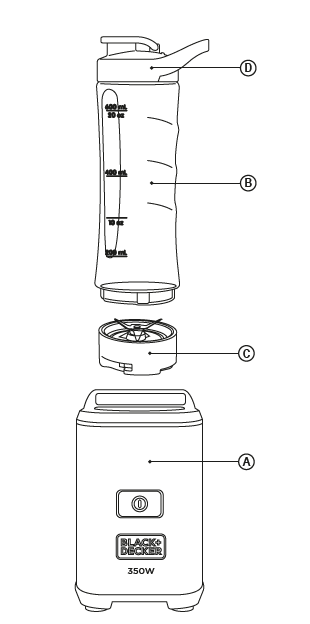 D
600 mL
20 oz
400 mL
B
10 oz
200 mL
C
A
BLACK+
DECKER
350W